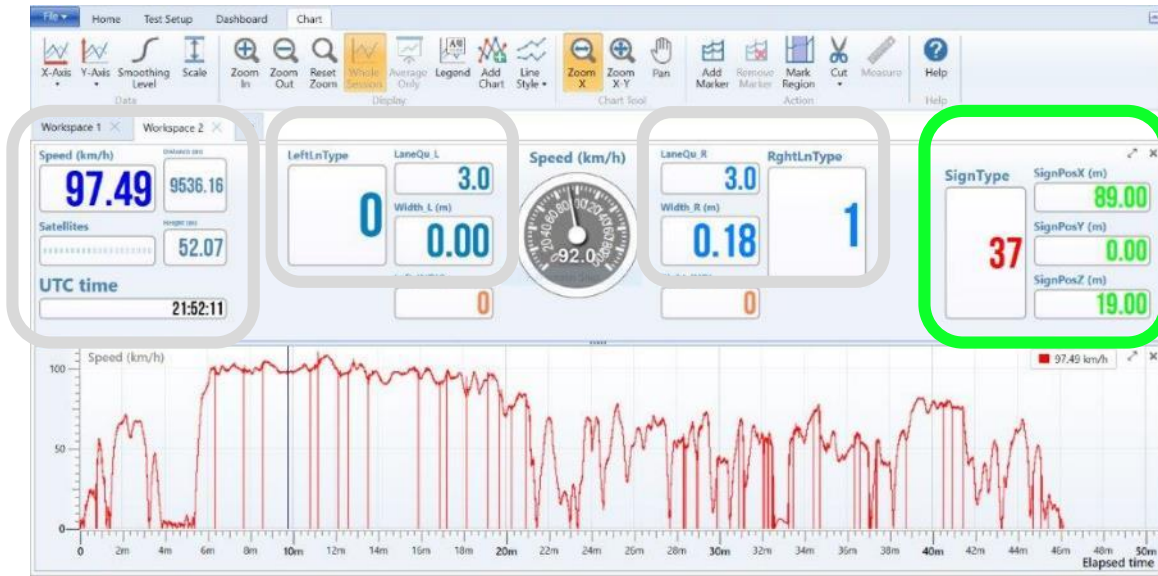 File Home Test Setup Dashboard Chart
X-Axis Y-Axis Smoothing Level Scale Zoom In Zoom Out Reset Zoom Whole Session Average Only Legend Add Chart Line Style Zoom X Zoom X-Y Pan Add Marker Remove Marker Mark Region Cut Measure Help
Data Display Chart Tool Action Help
Workspace 1 Workspace 2
Speed (km/h)
97.49
9536.16
Satellites
52.07
UTC time
21:52:11
LeftLnType
0
LaneQu_L
3.0
Width_L (m)
0.00
0
Speed (km/h)
92.0
LaneQu_R
3.0
Width_R (m)
0.18
0
RghtLnType
1
SignType
37
SignPosX (m)
89.00
SignPosY (m)
0.00
SignPosZ (m)
19.00
Speed (km/h)
97.49 km/h
100
50
0
0 2m 4m 6m 8m 10m 12m 14m 16m 18m 20m 22m 24m 26m 28m 30m 32m 34m 36m 38m 40m 42m 44m 46m 48m 50m
Elapsed time